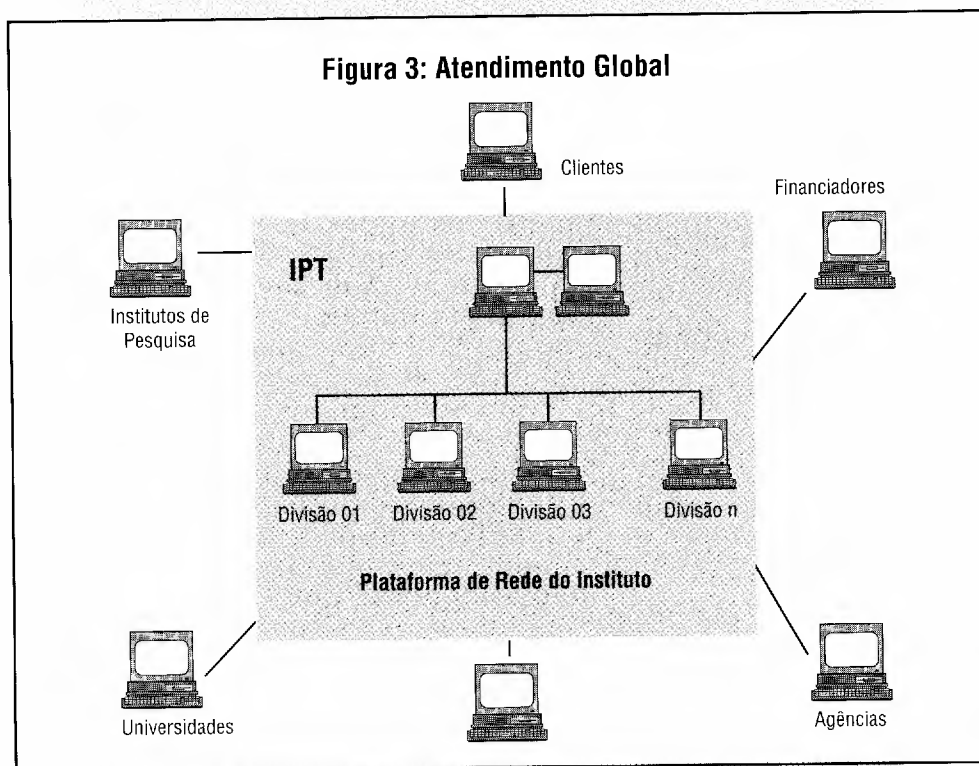 Figura 3: Atendimento Global
Clientes
Financiadores
Institutos de
Pesquisa
IPT
Divisão 01
Divisão 02
Divisão 03
Divisão n
Plataforma de Rede do Instituto
Universidades
Agências